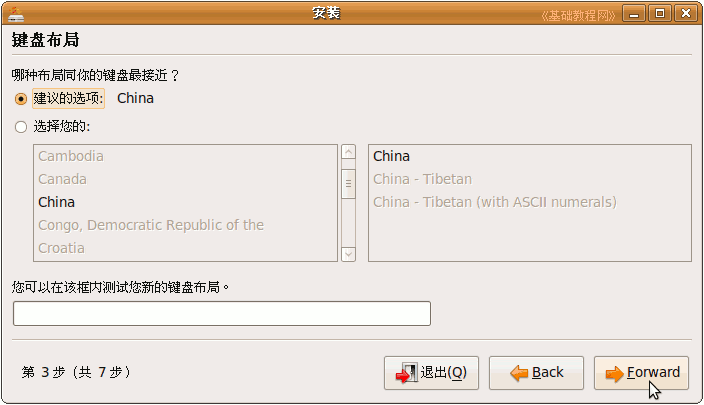 安装
《基础教程网》
键盘布局
哪种布局同你的键盘最接近？
建议的选项: China
选择您的:
Cambodia
Canada
China
Congo, Democratic Republic of the
Croatia
China
China - Tibetan
China - Tibetan (with ASCII numerals)
您可以在该框内测试您新的键盘布局。
第 3 步（共 7 步）
退出(Q)
Back
Forward